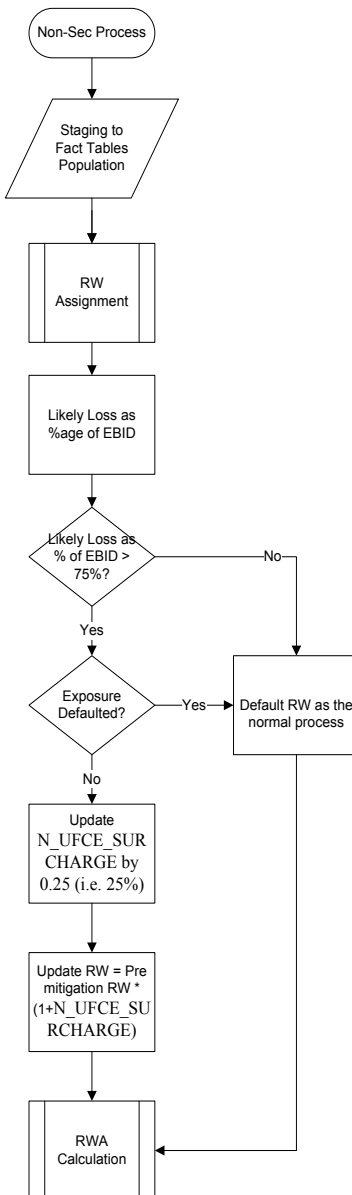 Non-Sec Process
Staging to
Fact Tables
Population
RW
Assignment
Likely Loss as
%age of EBID
Likely Loss as
% of EBID >
75%?
No
Yes
Exposure
Defaulted?
Yes
Default RW as the
normal process
No
Update
N_UFCE_SUR
CHARGE by
0.25 (i.e. 25%)
Update RW = Pre
mitigation RW *
(1+N_UFCE_SU
RCHARGE)
RWA
Calculation